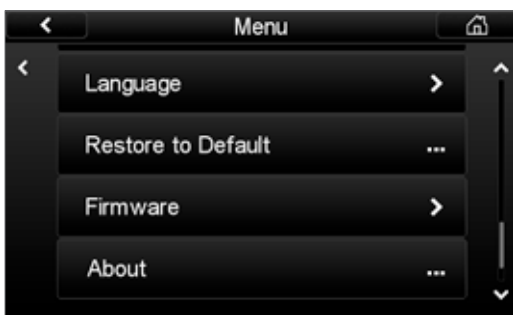 Menu
Language
Restore to Default
Firmware
About